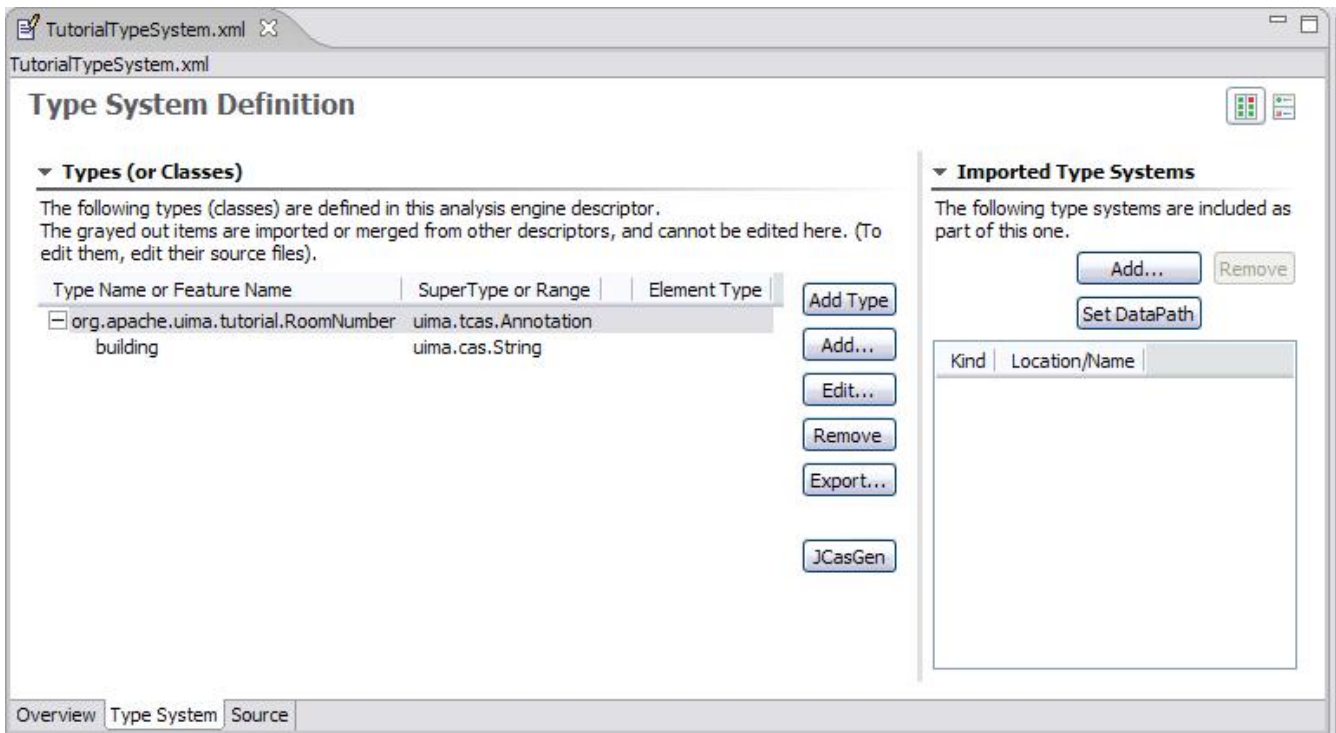 TutorialTypeSystem.xml
TutorialTypeSystem.xml
Type System Definition
Types (or Classes)
The following types (classes) are defined in this analysis engine descriptor.
The grayed out items are imported or merged from other descriptors, and cannot be edited here. (To
edit them, edit their source files).
Type Name or Feature Name SuperType or Range Element Type
org.apache.uima.tutorial.RoomNumber uima.tcas.Annotation
building uima.cas.String
Add Type
Add...
Edit...
Remove
Export...
JCasGen
Imported Type Systems
The following type systems are included as
part of this one.
Add... Remove
Set DataPath
Kind Location/Name
Overview Type System Source